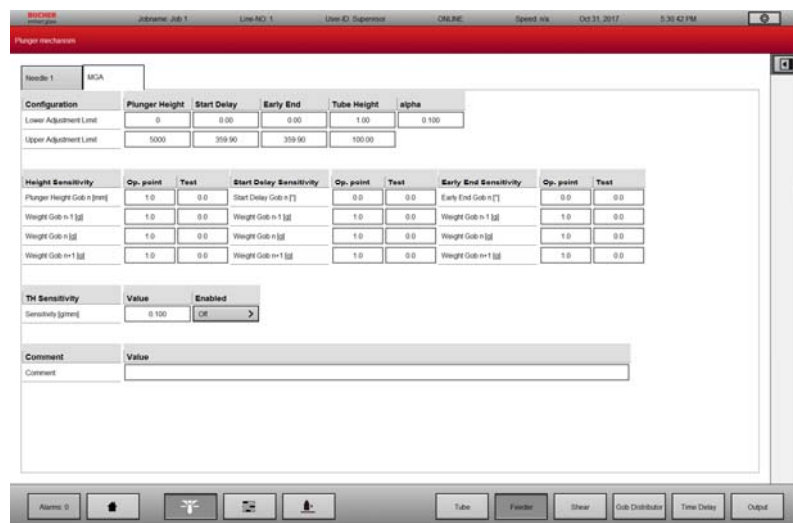 BUCHER
emhart glass
Jobname: Job 1 Line-NO: 1 User-ID: Supervisor ONLINE Speed: n/a Oct 31, 2017 5:30:42 PM
Plunger mechanism
Needle 1 MGA
Configuration Plunger Height Start Delay Early End Tube Height alpha
Lower Adjustment Limit 0 0.00 0.00 1.00 0.100
Upper Adjustment Limit 5000 359.90 359.90 100.00
Height Sensitivity Op. point Test Start Delay Sensitivity Op. point Test Early End Sensitivity Op. point Test
Plunger Height Gob n [mm] 1.0 0.0 Start Delay Gob n [°] 0.0 0.0 Early End Gob n [°] 0.0 0.0
Weight Gob n-1 [g] 1.0 0.0 Weight Gob n-1 [g] 1.0 0.0 Weight Gob n-1 [g] 1.0 0.0
Weight Gob n [g] 1.0 0.0 Weight Gob n [g] 1.0 0.0 Weight Gob n [g] 1.0 0.0
Weight Gob n+1 [g] 1.0 0.0 Weight Gob n+1 [g] 1.0 0.0 Weight Gob n+1 [g] 1.0 0.0
TH Sensitivity Value Enabled
Sensitivity [g/mm] 0.100 Off >
Comment Value
Comment
Alarms: 0 Tube Feeder Shear Gob Distributor Time Delay Output